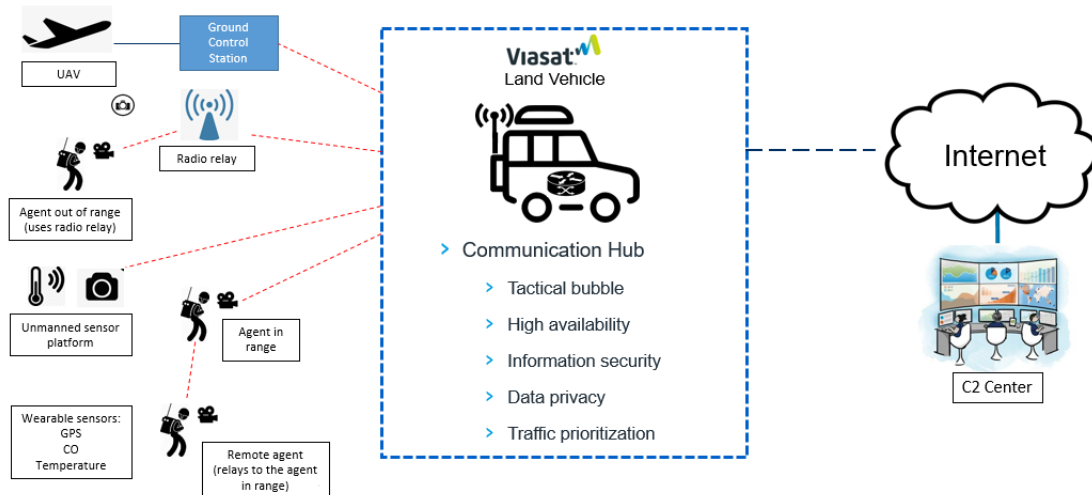 UAV
Ground
Control
Station
Radio relay
Agent out of range
(uses radio relay)
Unmanned sensor
platform
Agent in
range
Wearable sensors:
GPS
CO
Temperature
Remote agent
(relays to the agent
in range)
Viasat
Land Vehicle
> Communication Hub
> Tactical bubble
> High availability
> Information security
> Data privacy
> Traffic prioritization
Internet
C2 Center